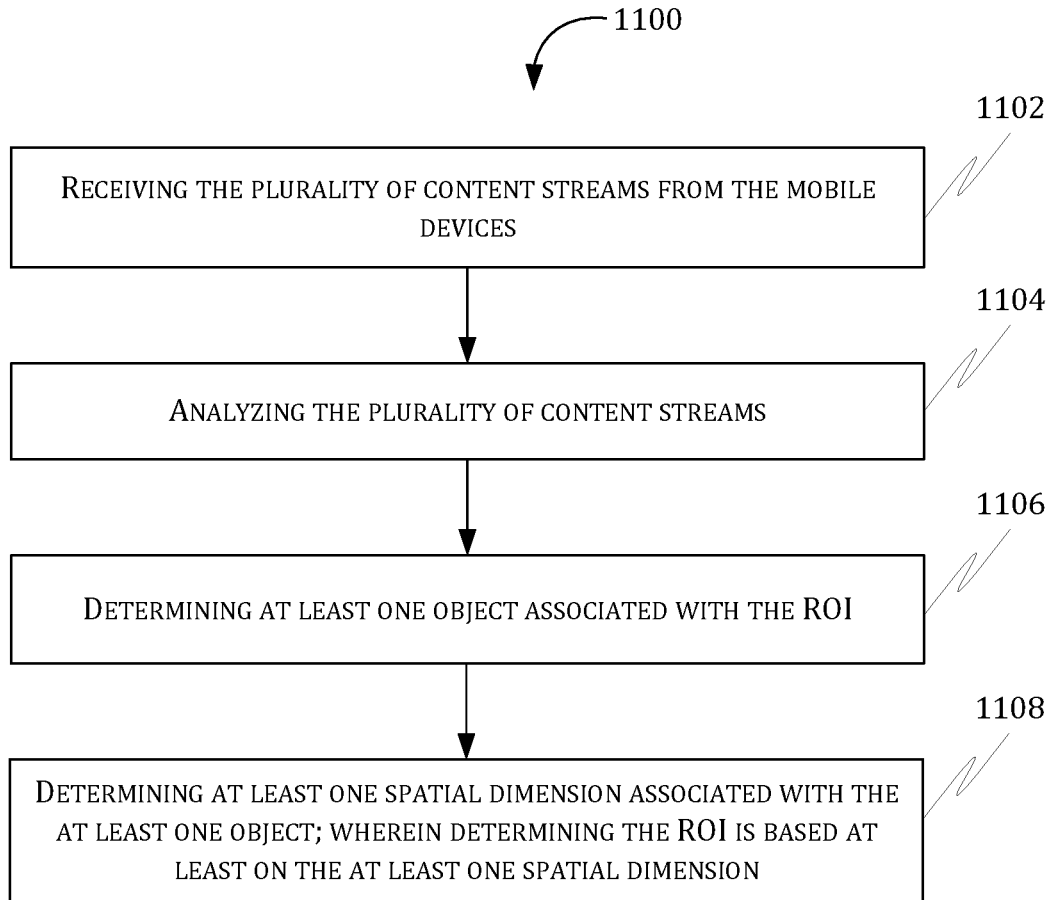 1100
1102
RECEIVING THE PLURALITY OF CONTENT STREAMS FROM THE MOBILE
DEVICES
1104
ANALYZING THE PLURALITY OF CONTENT STREAMS
1106
DETERMINING AT LEAST ONE OBJECT ASSOCIATED WITH THE ROI
1108
DETERMINING AT LEAST ONE SPATIAL DIMENSION ASSOCIATED WITH THE
AT LEAST ONE OBJECT; WHEREIN DETERMINING THE ROI IS BASED AT
LEAST ON THE AT LEAST ONE SPATIAL DIMENSION